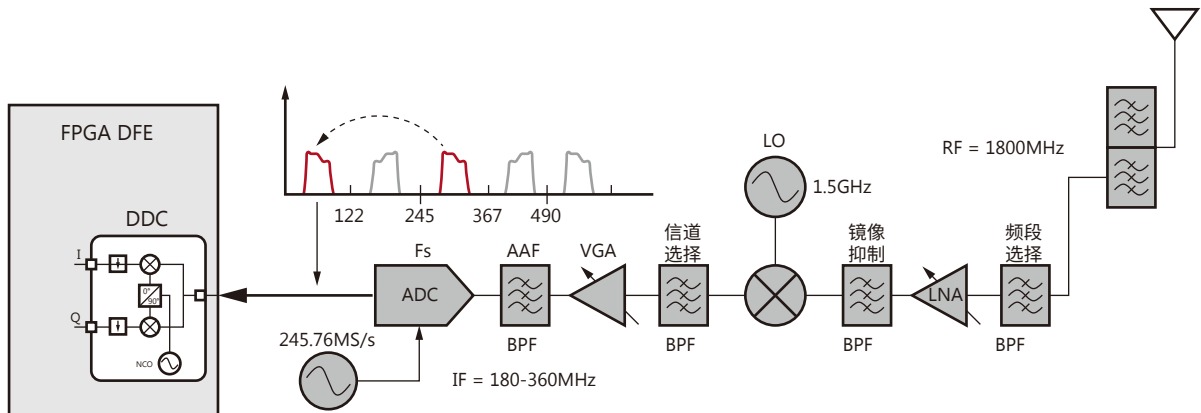 FPGA DFE
DDC
I
Q
0°
90°
NCO
122
245
367
490
Fs
ADC
245.76MS/s
AAF
BPF
VGA
IF = 180-360MHz
信道
选择
BPF
LO
1.5GHz
镜像
抑制
BPF
LNA
频段
选择
BPF
RF = 1800MHz